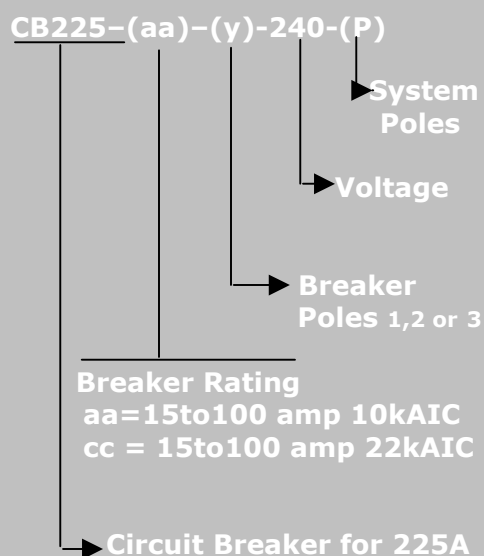 CB225–(aa)–(y)-240-(P)
System
Poles
Voltage
Breaker
Poles 1,2 or 3
Breaker Rating
aa=15to100 amp 10kAIC
cc = 15to100 amp 22kAIC
Circuit Breaker for 225A